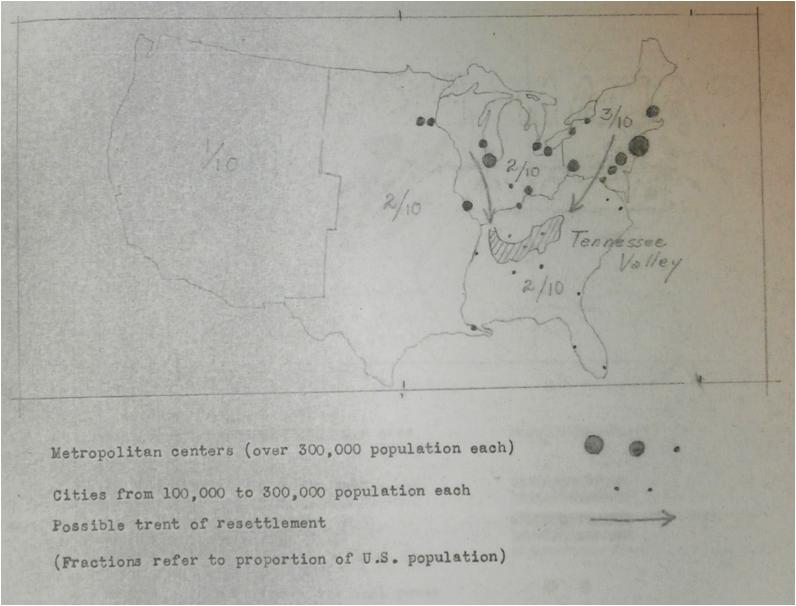 1/10
2/10
2/10
3/10
Tennessee
Valley
2/10
Metropolitan centers (over 300,000 population each)
Cities from 100,000 to 300,000 population each
Possible trent of resettlement
(Fractions refer to proportion of U.S. population)